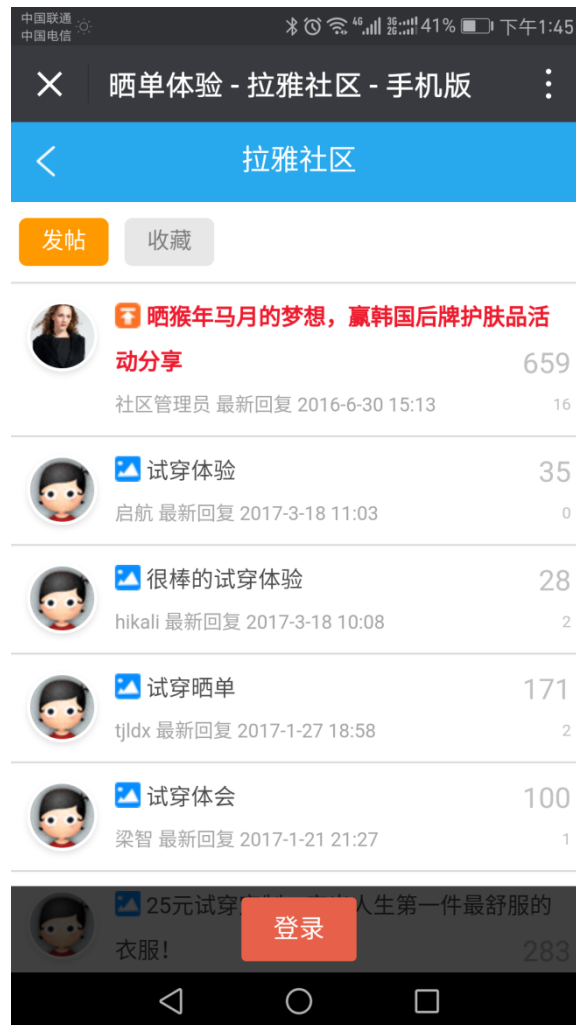 中国联通
中国电信
4G
3G
2G
41%
下午1:45
晒单体验 - 拉雅社区 - 手机版
拉雅社区
发帖
收藏
晒猴年马月的梦想，赢韩国后牌护肤品活
动分享
659
社区管理员 最新回复 2016-6-30 15:13
16
试穿体验
35
启航 最新回复 2017-3-18 11:03
0
很棒的试穿体验
28
hikali 最新回复 2017-3-18 10:08
2
试穿晒单
171
tjldx 最新回复 2017-1-27 18:58
2
试穿体会
100
梁智 最新回复 2017-1-21 21:27
1
25元试穿
人生第一件最舒服的
衣服！
283
登录